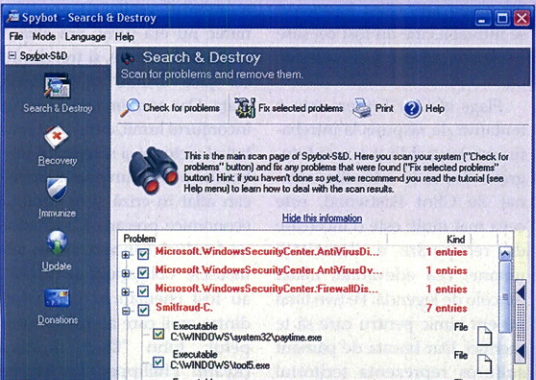 Spybot - Search & Destroy
File Mode Language Help
Spybot-S&D
Search & Destroy
Recovery
Immunize
Update
Donations
Search & Destroy
Scan for problems and remove them.
Check for problems Fix selected problems Print Help
This is the main scan page of Spybot-S&D. Here you scan your system ("Check for
problems" button) and fix any problems that were found ("Fix selected problems"
button). Hint: if you haven't done so yet, we recommend you read the tutorial (see
Help menu) to learn how to deal with the scan results.
Hide this information
Problem Kind
Microsoft.WindowsSecurityCenter.AntiVirusDi... 1 entries
Microsoft.WindowsSecurityCenter.AntiVirusOv... 1 entries
Microsoft.WindowsSecurityCenter.FirewallDis... 1 entries
Smitfraud-C. 7 entries
Executable File
C:\WINDOWS\system32\paytime.exe
Executable File
C:\WINDOWS\tool5.exe